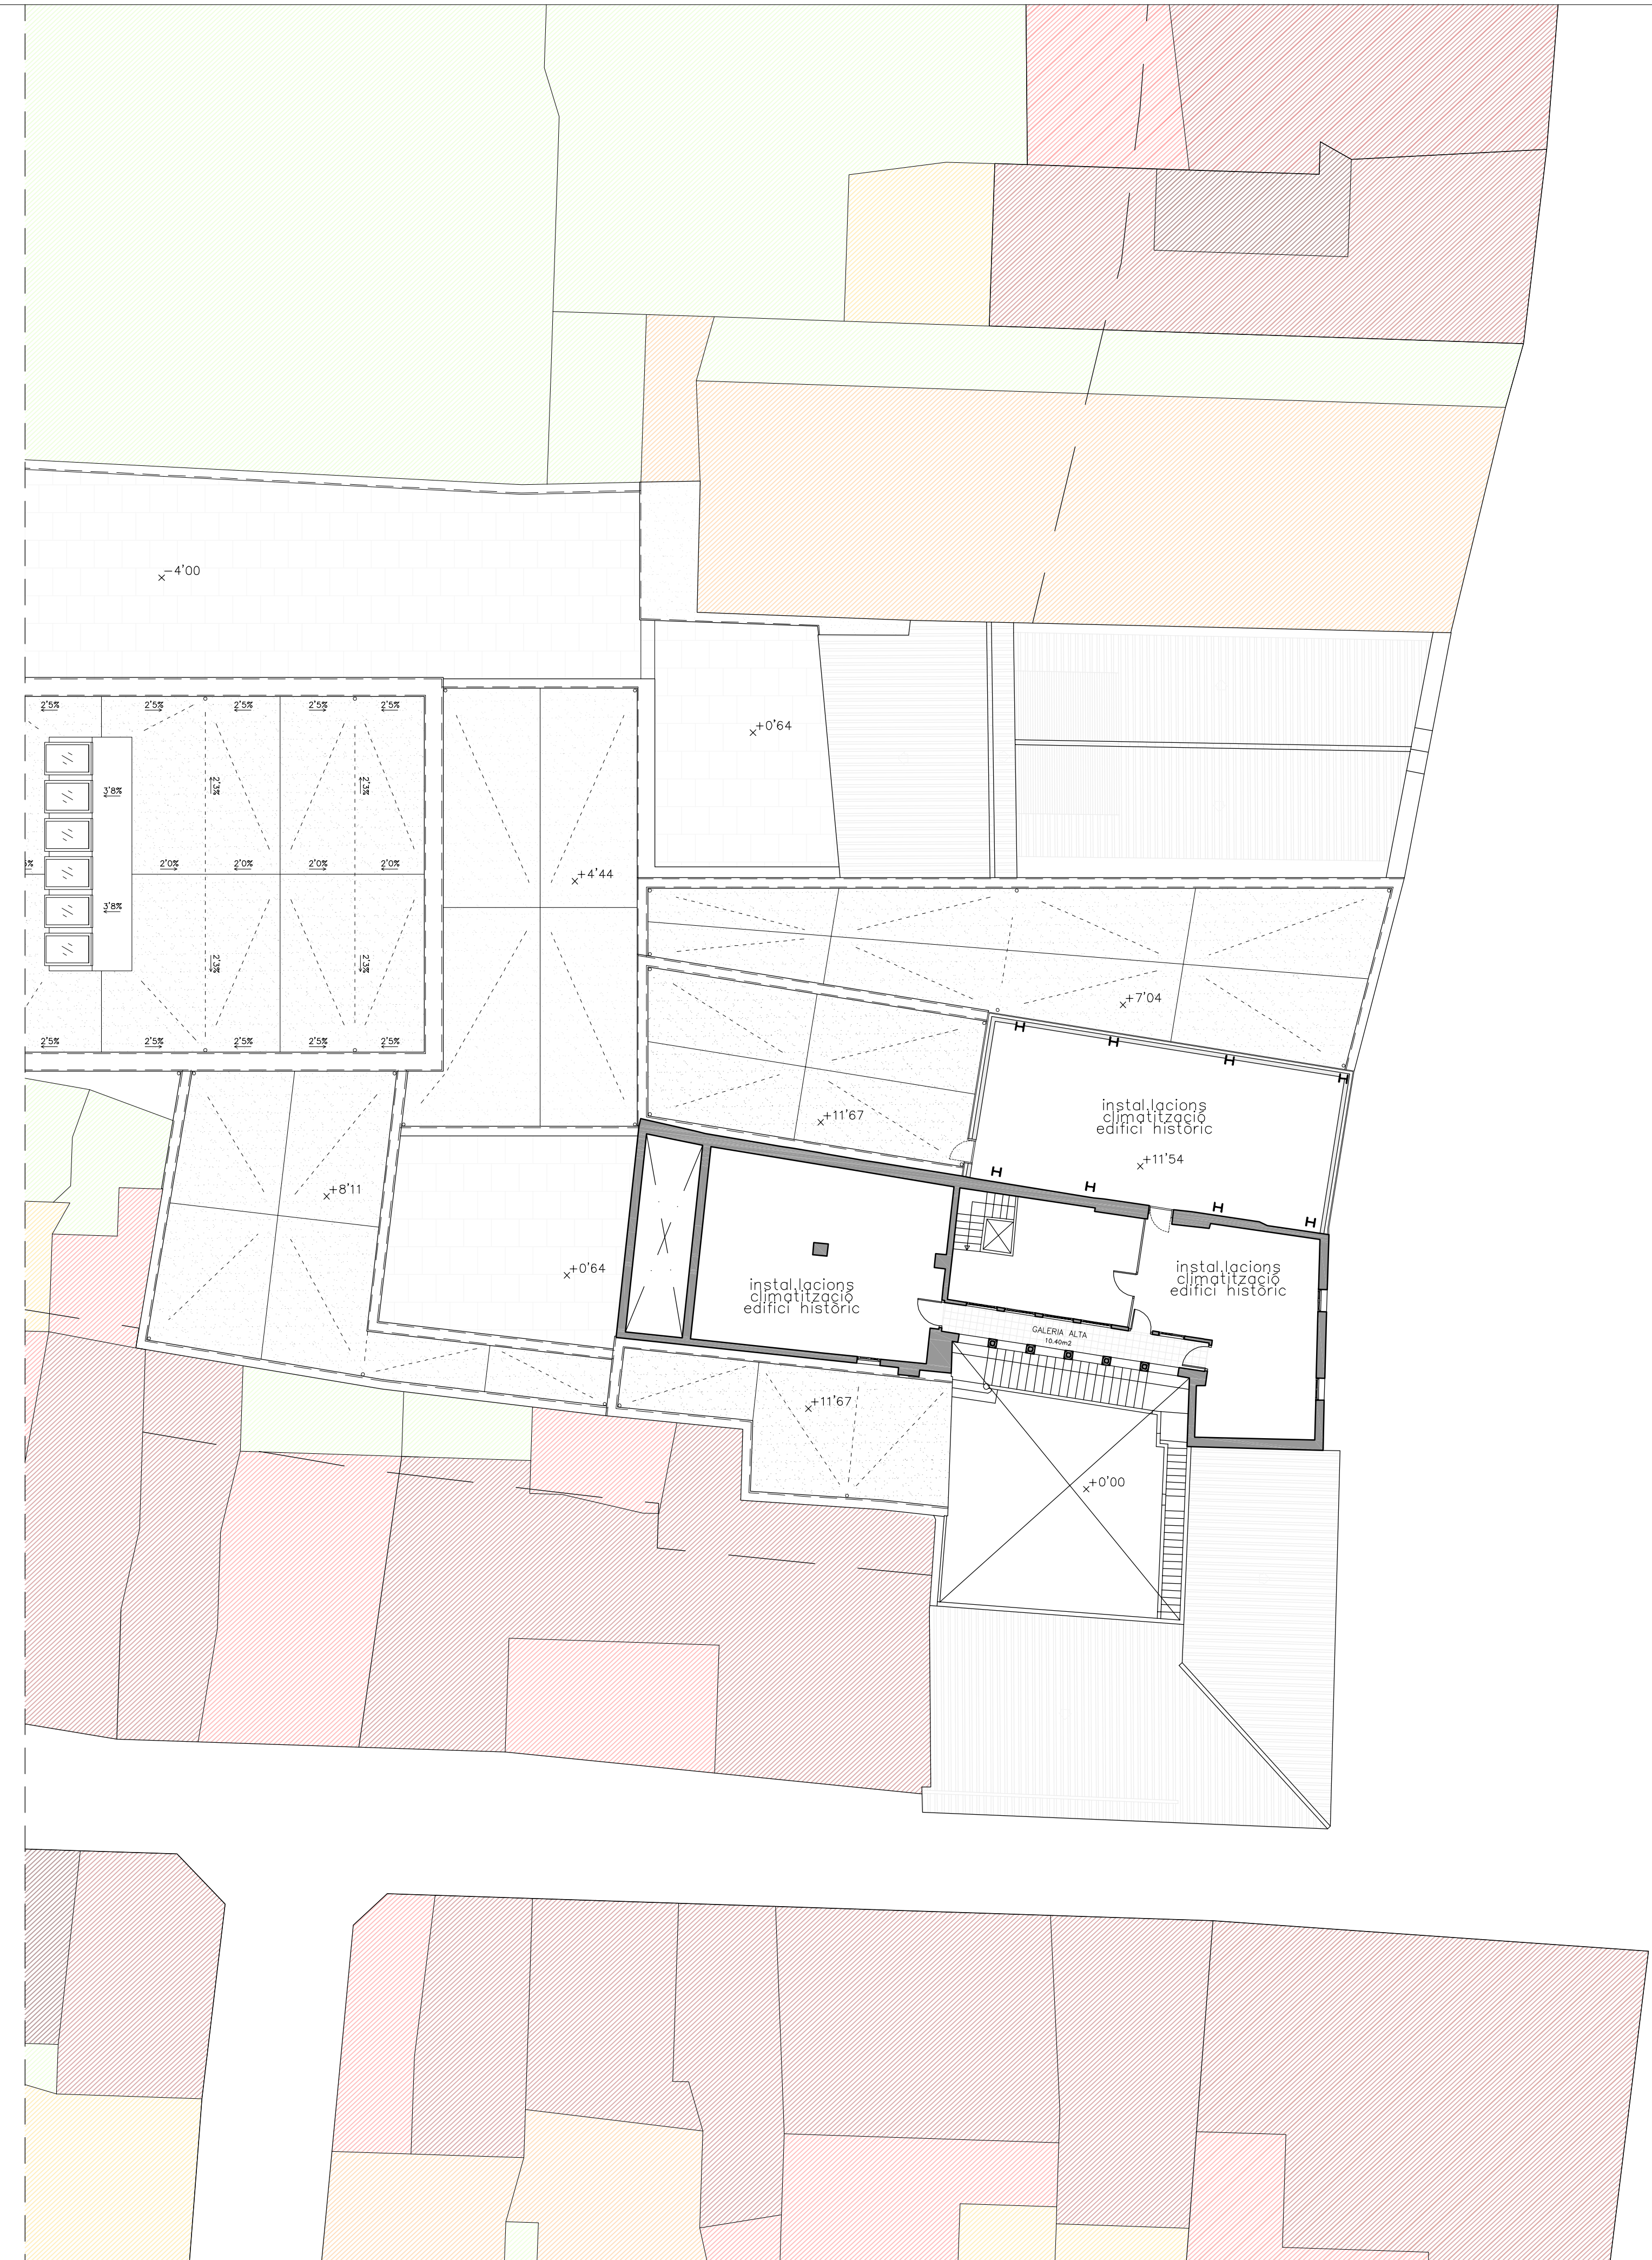 -4'00
+0'64
2'5%
2'5%
2'5%
2'5%
2'5%
3'8%
2'3%
2'3%
2'0%
2'0%
2'0%
2'0%
+4'44
3'8%
2'3%
2'3%
+7'04
2'5%
2'5%
2'5%
2'5%
2'5%
instal.lacions
climatització
edifici històric
+11'67
+11'54
+8'11
+0'64
instal.lacions
climatització
edifici històric
instal.lacions
climatització
edifici històric
GALERIA ALTA
10.40m2
+11'67
+0'00